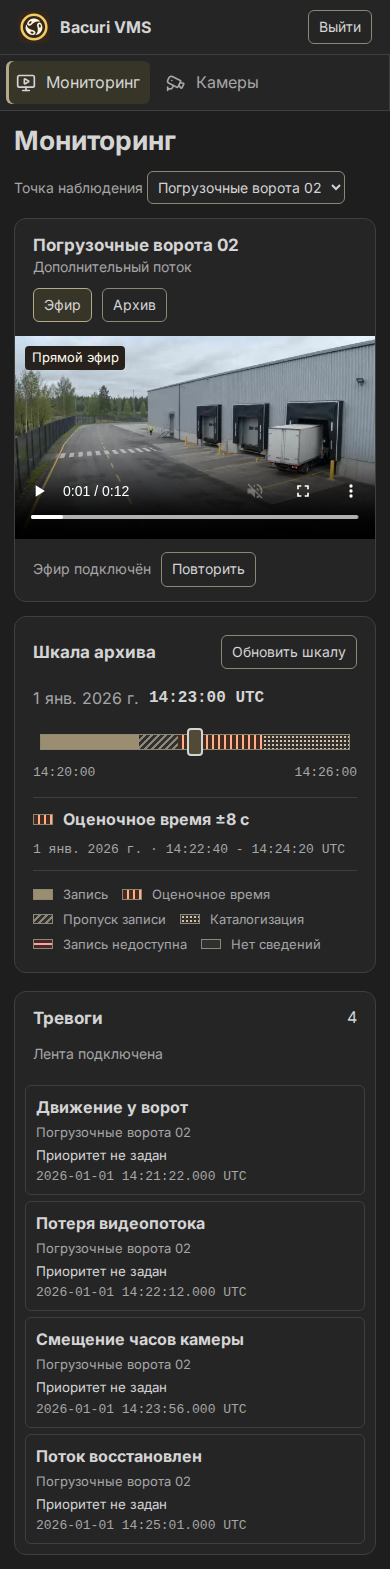 Bacuri VMS
Выйти
Мониторинг
Камеры
Мониторинг
Точка наблюдения
Погрузочные ворота 02
Погрузочные ворота 02
Дополнительный поток
Эфир
Архив
Прямой эфир
0:01 / 0:12
Эфир подключён
Повторить
Шкала архива
Обновить шкалу
1 янв. 2026 г. 14:23:00 UTC
14:20:00
14:26:00
Оценочное время ±8 с
1 янв. 2026 г. · 14:22:40 - 14:24:20 UTC
Запись
Оценочное время
Пропуск записи
Каталогизация
Запись недоступна
Нет сведений
Тревоги
4
Лента подключена
Движение у ворот
Погрузочные ворота 02
Приоритет не задан
2026-01-01 14:21:22.000 UTC
Потеря видеопотока
Погрузочные ворота 02
Приоритет не задан
2026-01-01 14:22:12.000 UTC
Смещение часов камеры
Погрузочные ворота 02
Приоритет не задан
2026-01-01 14:23:56.000 UTC
Поток восстановлен
Погрузочные ворота 02
Приоритет не задан
2026-01-01 14:25:01.000 UTC